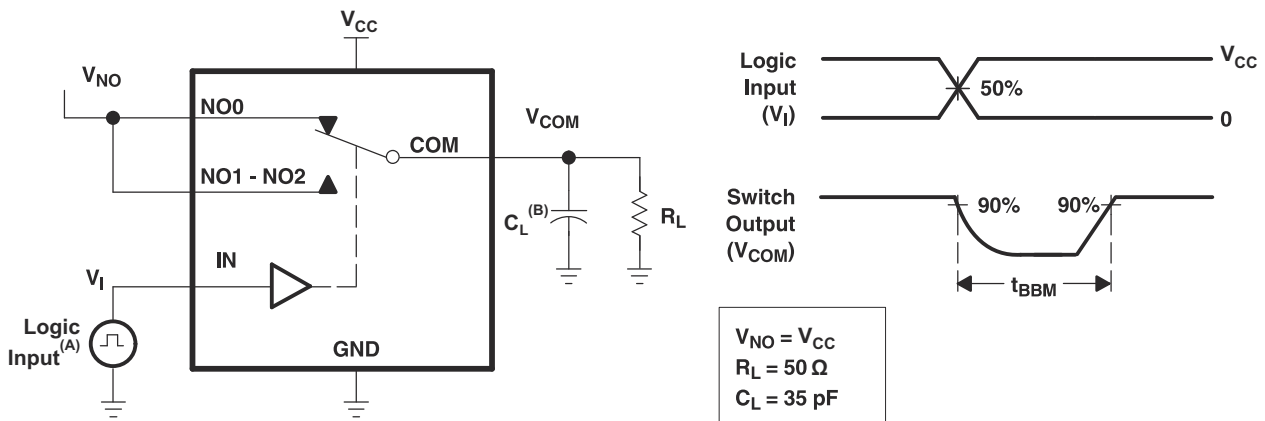 VCC
VNO
NO0
NO1 - NO2
COM
VCOM
CL(B)
RL
IN
VI
Logic
Input(A)
GND
Logic
Input
(VI)
50%
VCC
0
Switch
Output
(VCOM)
90%
90%
tBBM
VNO = VCC
RL = 50 Ω
CL = 35 pF